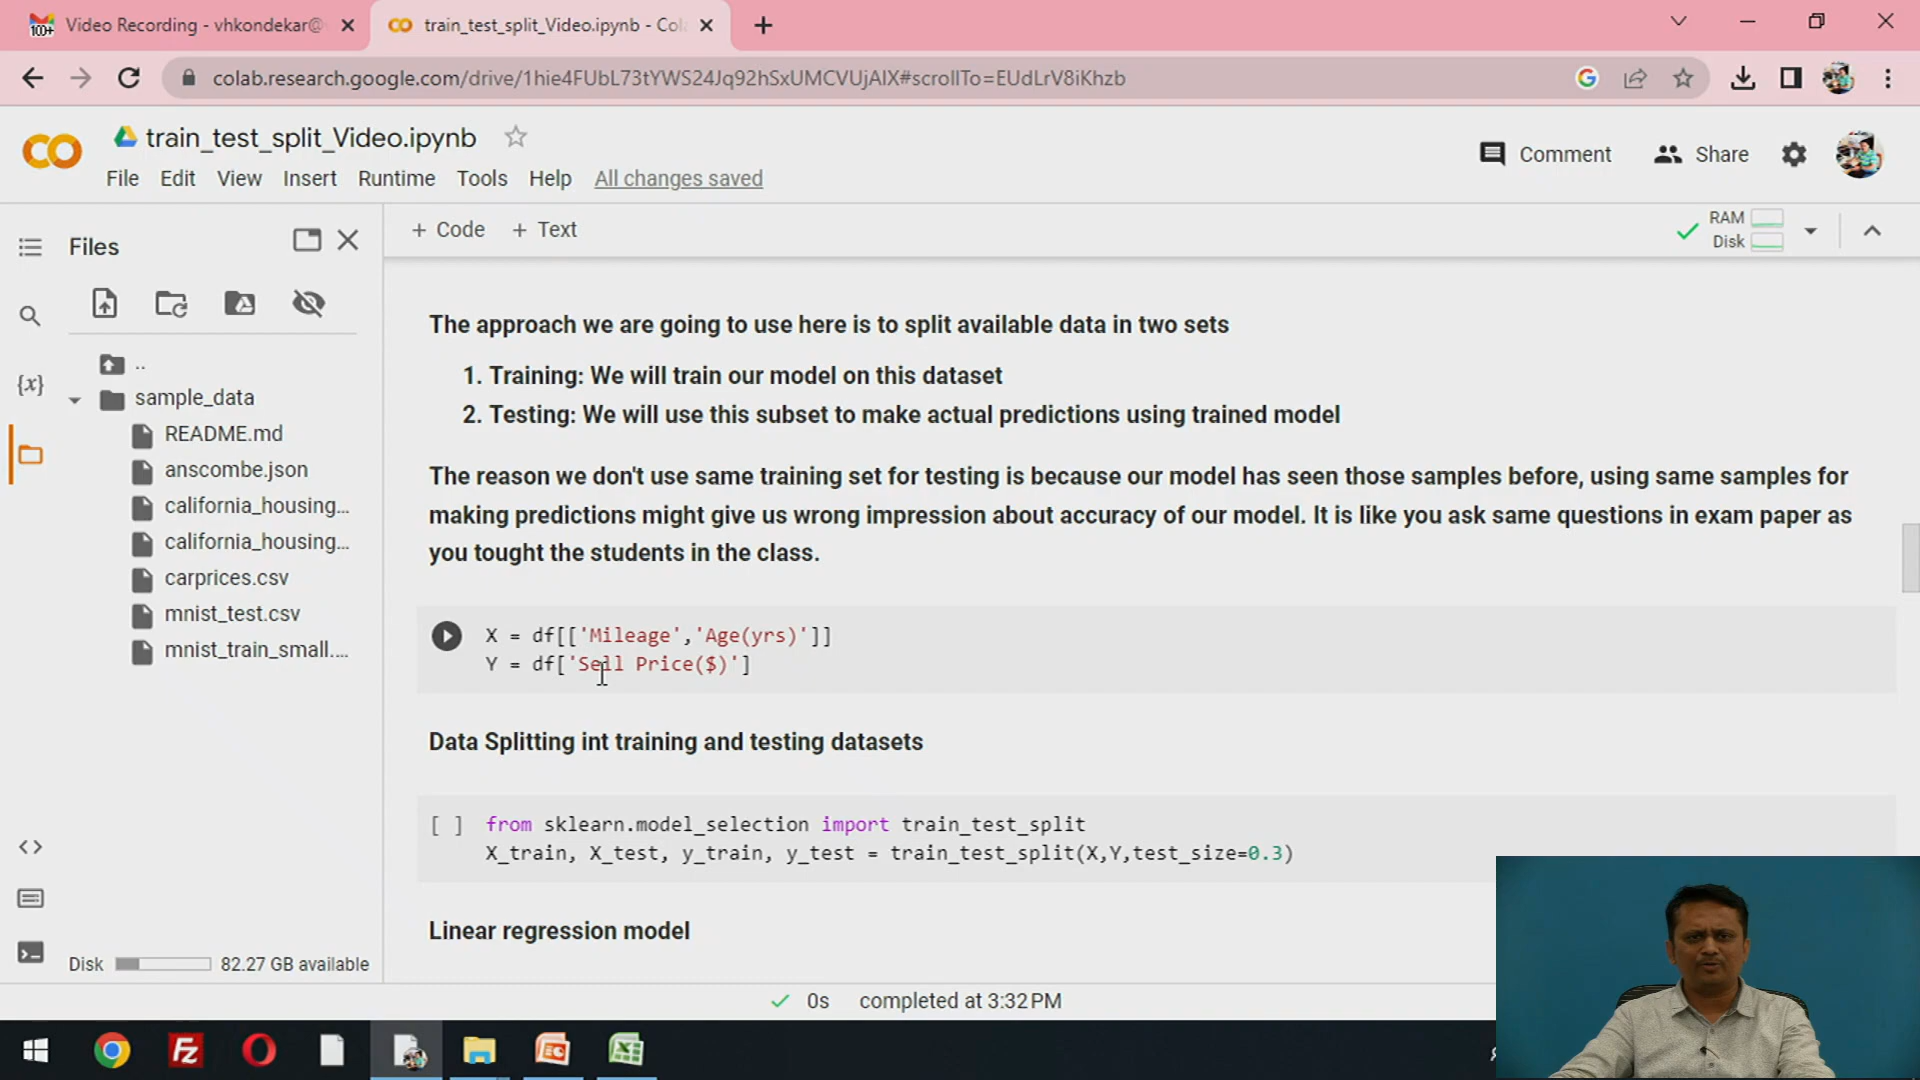 Video Recording - vhkondekar@
train_test_split_Video.ipynb - Col
100+
colab.research.google.com/drive/1hie4FUbL73tYWS24Jq92hSxUMCVUjAIX#scrollTo=EUdLrV8iKhzb
train_test_split_Video.ipynb
Comment
Share
File Edit View Insert Runtime Tools Help All changes saved
Files
+ Code + Text
RAM
Disk
{x}
..
sample_data
README.md
anscombe.json
california_housing...
california_housing...
carprices.csv
mnist_test.csv
mnist_train_small....
Disk 82.27 GB available
The approach we are going to use here is to split available data in two sets
1. Training: We will train our model on this dataset
2. Testing: We will use this subset to make actual predictions using trained model
The reason we don't use same training set for testing is because our model has seen those samples before, using same samples for
making predictions might give us wrong impression about accuracy of our model. It is like you ask same questions in exam paper as
you tought the students in the class.
X = df[['Mileage','Age(yrs)']]
Y = df['Sell Price($)']
Data Splitting int training and testing datasets
[ ] from sklearn.model_selection import train_test_split
X_train, X_test, y_train, y_test = train_test_split(X,Y,test_size=0.3)
Linear regression model
0s completed at 3:32 PM